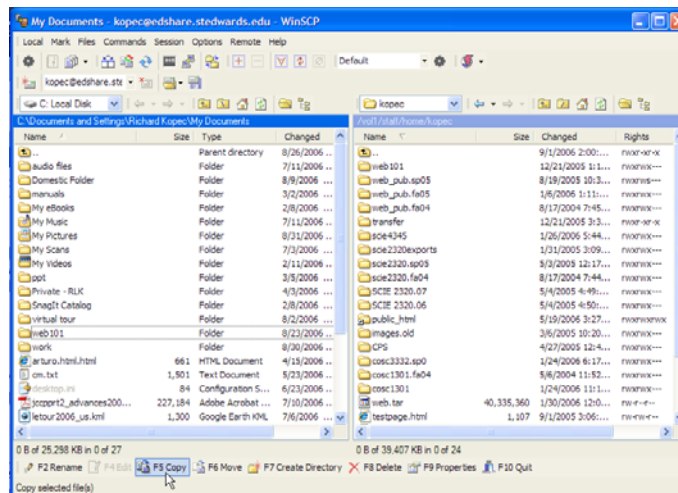 My Documents - kopec@edshare.stedwards.edu - WinSCP
Local Mark Files Commands Session Options Remote Help
Default
kopec@edshare.ste
C: Local Disk
kopec
C:\Documents and Settings\Richard Kopec\My Documents
/vol1/staff/home/kopec
Name Size Type Changed
Name Size Changed Rights
.. Parent directory 8/26/2006 ...
.. 9/1/2006 2:00:... rwxr-xr-x
audio files Folder 7/11/2006 ...
web101 12/21/2005 1:1... rwxrwx---
Domestic Folder Folder 8/9/2006 ...
web_pub.sp05 8/19/2005 10:3... rwxrws---
manuals Folder 3/2/2006 ...
web_pub.fa05 1/6/2006 1:11:... rwxrwx---
My eBooks Folder 2/8/2006 ...
web_pub.fa04 8/17/2004 7:45... rwxrwx---
My Music Folder 7/11/2006 ...
transfer 12/21/2005 3:3... rwxr-xr-x
My Pictures Folder 8/31/2006 ...
scie4345 1/26/2006 5:44... rwxrwx---
My Scans Folder 7/3/2006 ...
scie2320exports 1/31/2005 3:09... rwxrwx---
My Videos Folder 2/11/2006 ...
scie2320.sp05 5/3/2005 12:17... rwxrwx---
ppt Folder 3/5/2006 ...
scie2320.fa04 8/17/2004 7:44... rwxrwx---
Private - RLK Folder 4/3/2006 ...
SCIE 2320.07 5/4/2005 4:49:... rwxrwx---
SnagIt Catalog Folder 2/8/2006 ...
SCIE 2320.06 5/4/2005 4:50:... rwxrwx---
virtual tour Folder 8/2/2006 ...
public_html 5/19/2006 3:27... rwxrwxrwx
web101 Folder 8/23/2006 ...
images.old 3/6/2005 10:20... rwxrwx---
work Folder 8/30/2006 ...
CPS 4/27/2005 12:4... rwxrwx---
arturo.html.html 661 HTML Document 4/15/2006 ...
cosc3332.sp0 1/24/2006 6:17... rwxrwx---
cm.txt 1,501 Text Document 5/23/2006 ...
cosc1301.fa04 5/6/2004 11:52... rwxrwx---
desktop.ini 84 Configuration S... 6/23/2006 ...
cosc1301 1/24/2006 11:1... rwxrwx---
jccpprt2_advances200... 227,184 Adobe Acrobat ... 7/10/2006 ...
web.tar 40,335,360 1/30/2006 12:0... rw-r--r--
letour2006_us.kml 1,300 Google Earth KML 7/6/2006 ...
testpage.html 1,107 9/1/2005 3:06:... rw-rw-r--
0 B of 25,298 KB in 0 of 27
0 B of 39,407 KB in 0 of 24
F2 Rename F4 Edit F5 Copy F6 Move F7 Create Directory F8 Delete F9 Properties F10 Quit
Copy selected file(s)